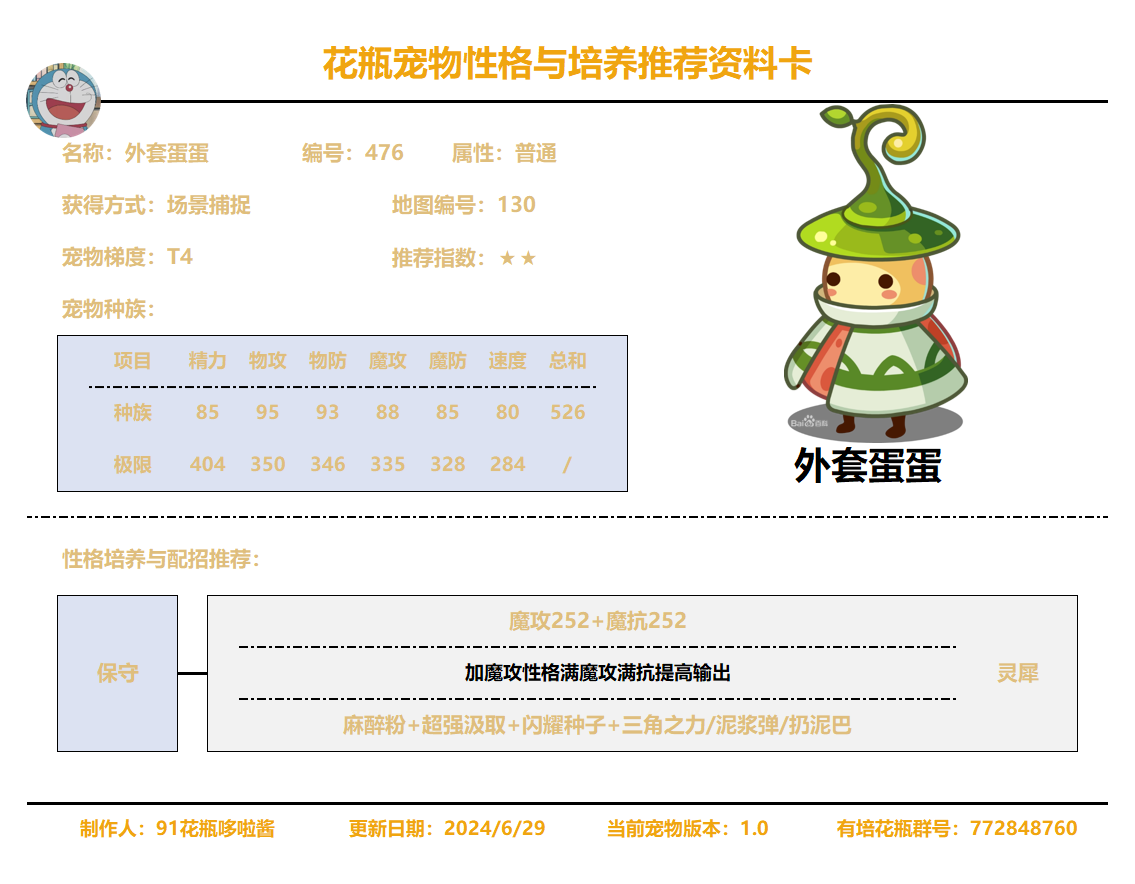 花瓶宠物性格与培养推荐资料卡
名称：外套蛋蛋 编号：476 属性：普通
获得方式：场景捕捉 地图编号：130
宠物梯度：T4 推荐指数：★★
宠物种族：
项目 精力 物攻 物防 魔攻 魔防 速度 总和
种族 85 95 93 88 85 80 526
极限 404 350 346 335 328 284 /
Baidu百科
外套蛋蛋
性格培养与配招推荐：
魔攻252+魔抗252
保守 加魔攻性格满魔攻满抗提高输出 灵犀
麻醉粉+超强汲取+闪耀种子+三角之力/泥浆弹/扔泥巴
制作人：91花瓶哆啦酱 更新日期：2024/6/29 当前宠物版本：1.0 有培花瓶群号：772848760